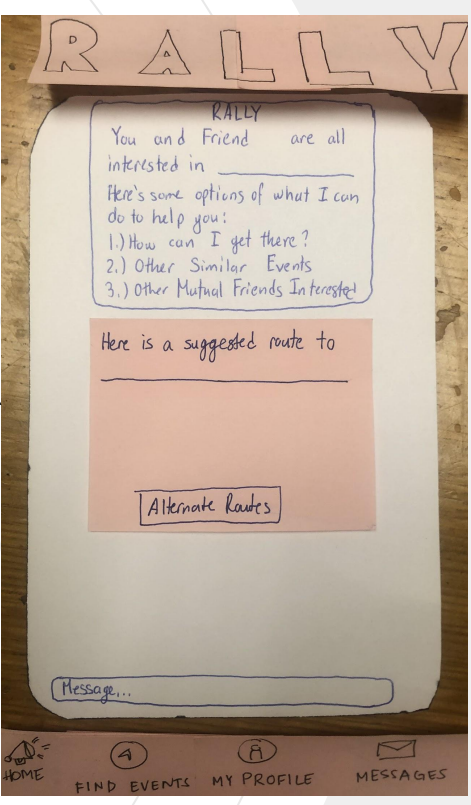 RALLY
RALLY
You and Friend are all
interested in
Here's some options of what I can
do to help you:
1.) How can I get there?
2.) Other Similar Events
3.) Other Mutual Friends Interested
Here is a suggested route to
Alternate Routes
Message...
HOME
FIND EVENTS
MY PROFILE
MESSAGES